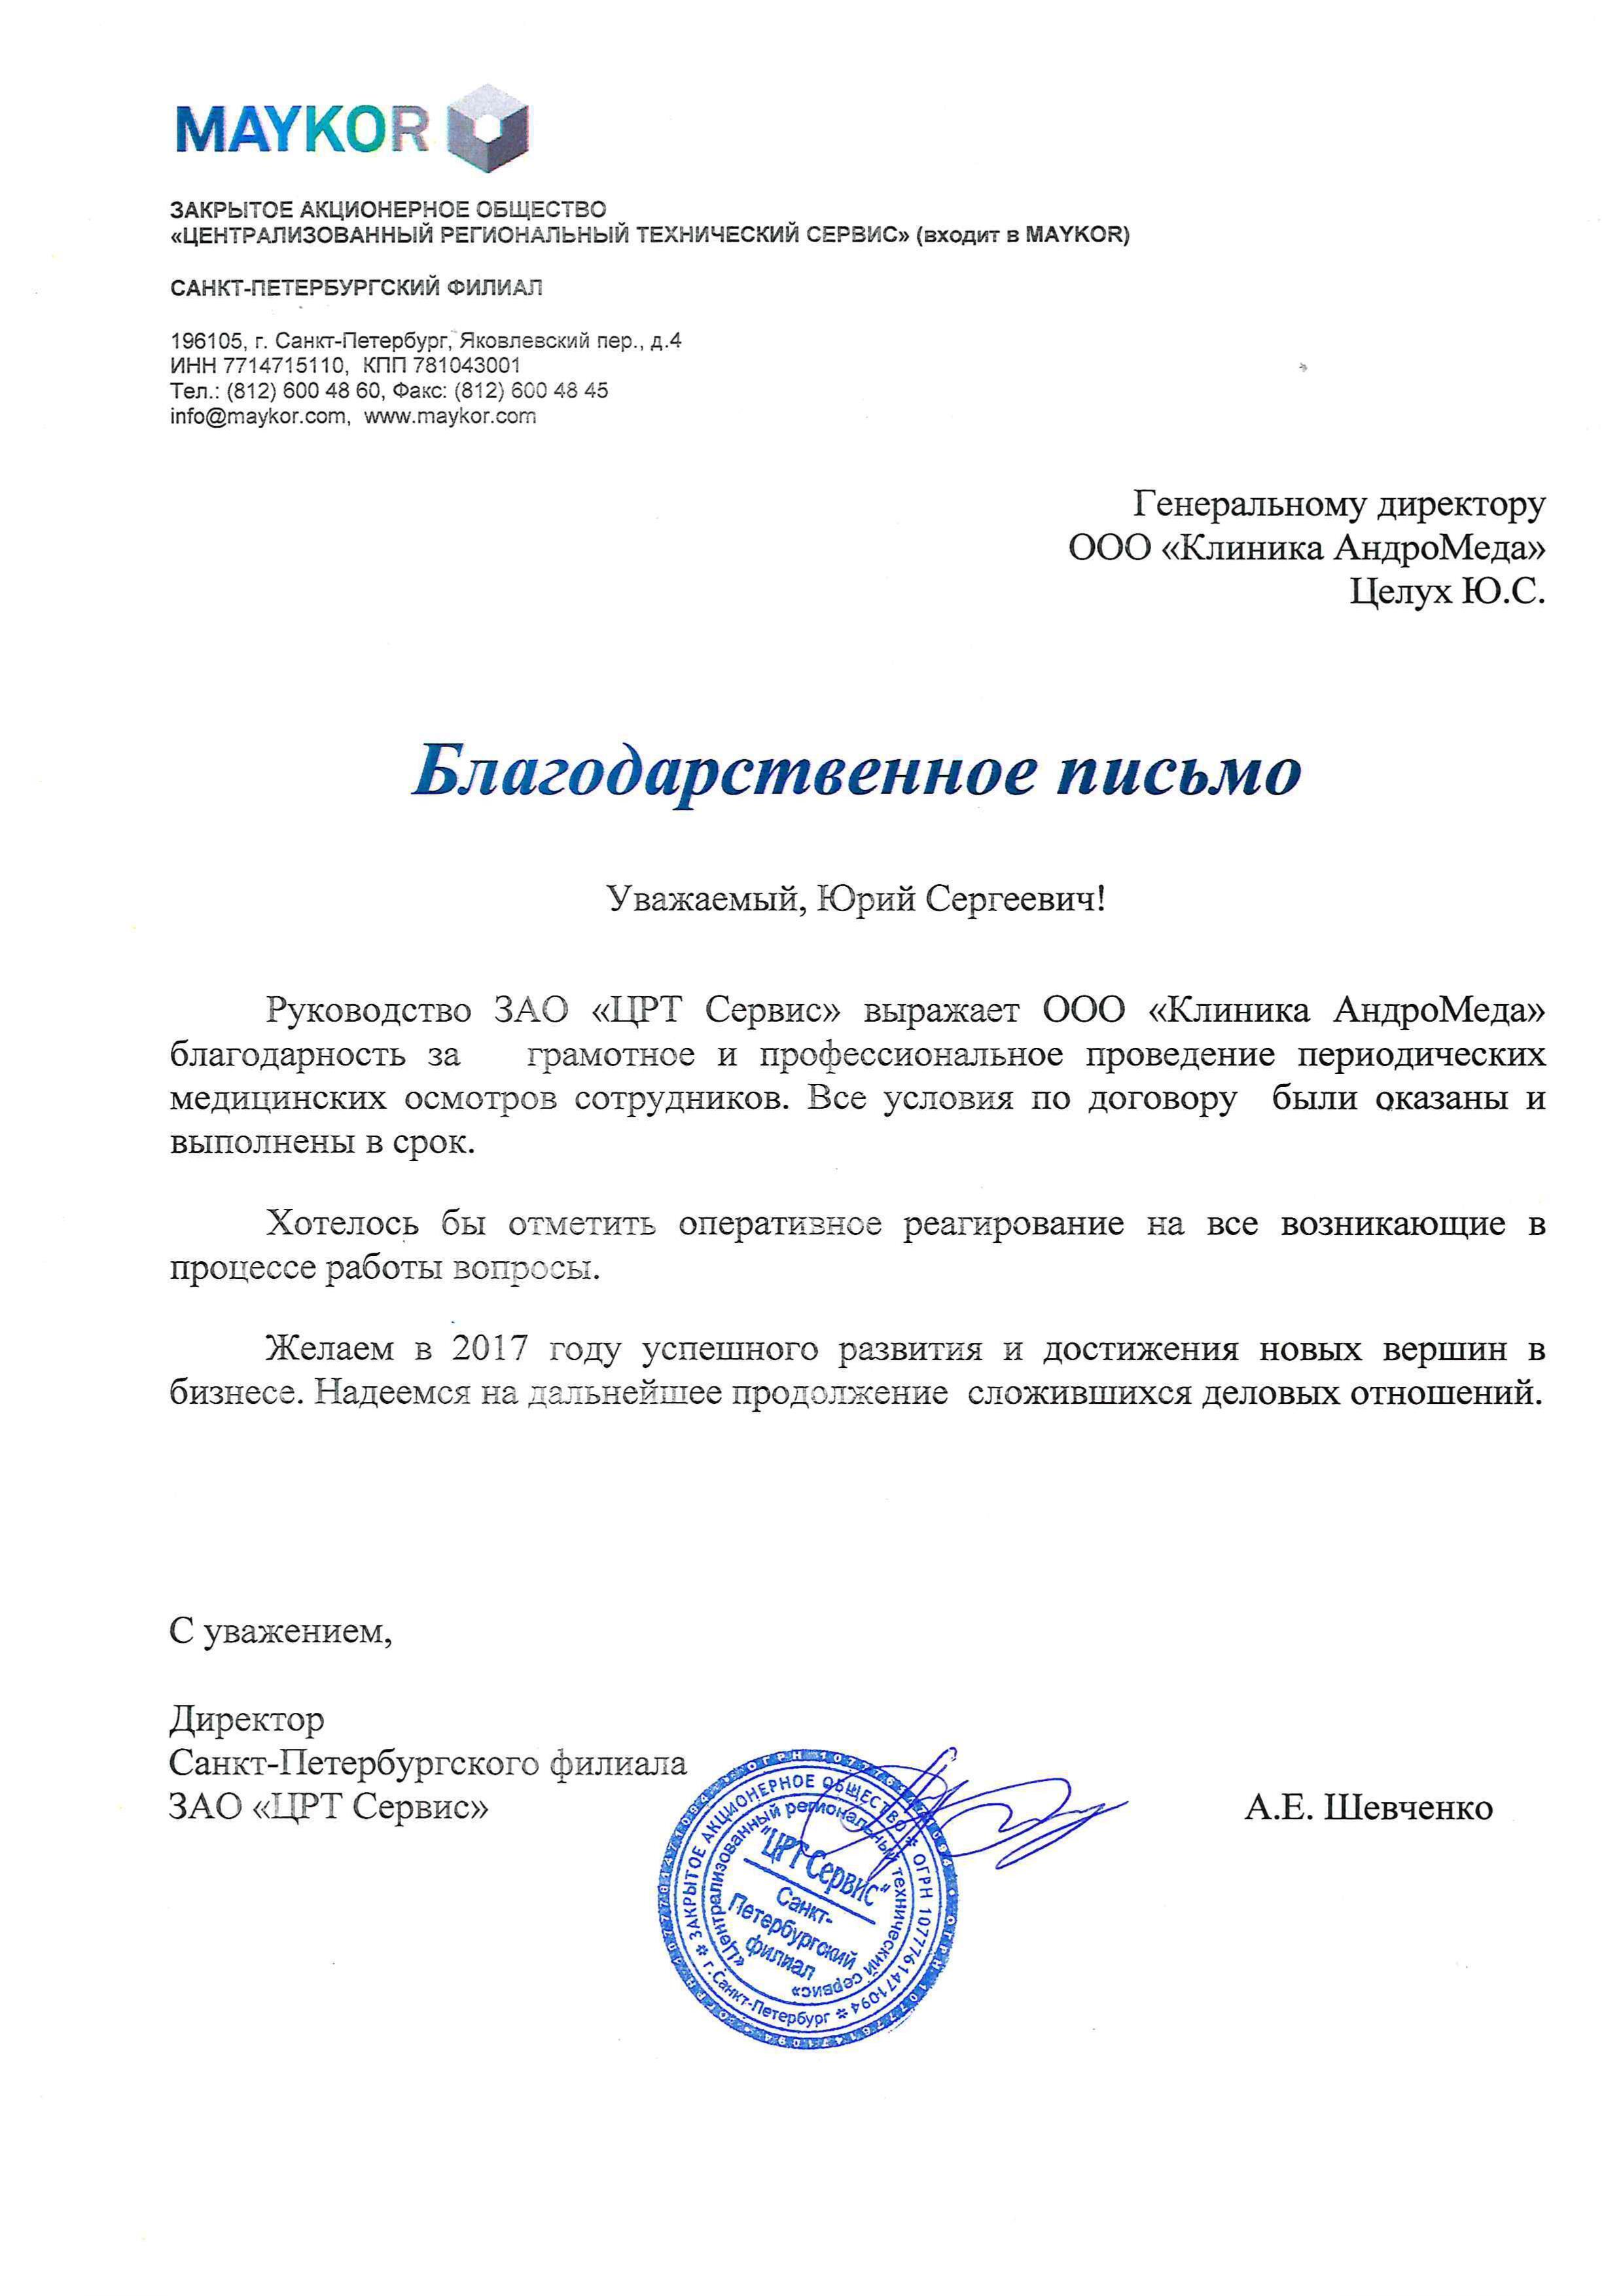 MAYKOR
ЗАКРЫТОЕ АКЦИОНЕРНОЕ ОБЩЕСТВО
«ЦЕНТРАЛИЗОВАННЫЙ РЕГИОНАЛЬНЫЙ ТЕХНИЧЕСКИЙ СЕРВИС» (входит в MAYKOR)
САНКТ-ПЕТЕРБУРГСКИЙ ФИЛИАЛ
196105, г. Санкт-Петербург, Яковлевский пер., д.4
ИНН 7714715110, КПП 781043001
Тел.: (812) 600 48 60, Факс: (812) 600 48 45
info@maykor.com, www.maykor.com
Генеральному директору
ООО «Клиника АндроМеда»
Целух Ю.С.
Благодарственное письмо
Уважаемый, Юрий Сергеевич!
Руководство ЗАО «ЦРТ Сервис» выражает ООО «Клиника АндроМеда»
благодарность за грамотное и профессиональное проведение периодических
медицинских осмотров сотрудников. Все условия по договору были оказаны и
выполнены в срок.
Хотелось бы отметить оперативное реагирование на все возникающие в
процессе работы вопросы.
Желаем в 2017 году успешного развития и достижения новых вершин в
бизнесе. Надеемся на дальнейшее продолжение сложившихся деловых отношений.
С уважением,
Директор
Санкт-Петербургского филиала
ЗАО «ЦРТ Сервис»
А.Е. Шевченко
ЗАКРЫТОЕ АКЦИОНЕРНОЕ ОБЩЕСТВО * ОГРН 1077761471094 * г.Санкт-Петербург *
«Централизованный региональный технический сервис»
"ЦРТ Сервис"
Санкт-
Петербургский
филиал